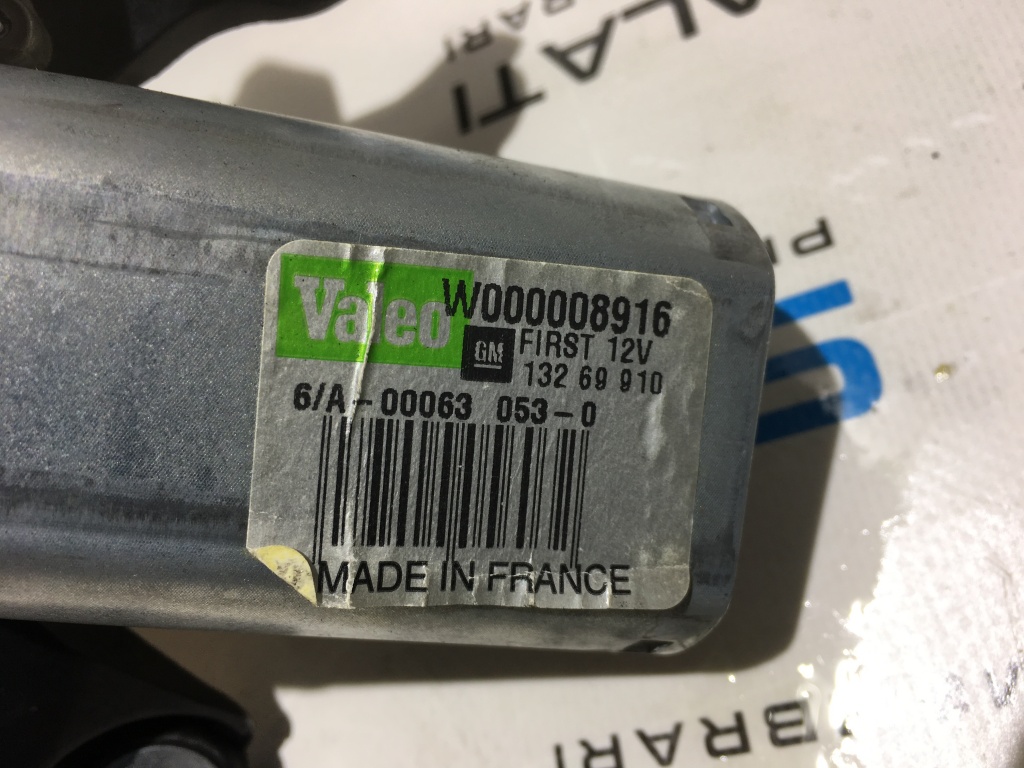 Valeo W000008916
GM FIRST 12V
132 69 910
6/A-00063 053-0
MADE IN FRANCE